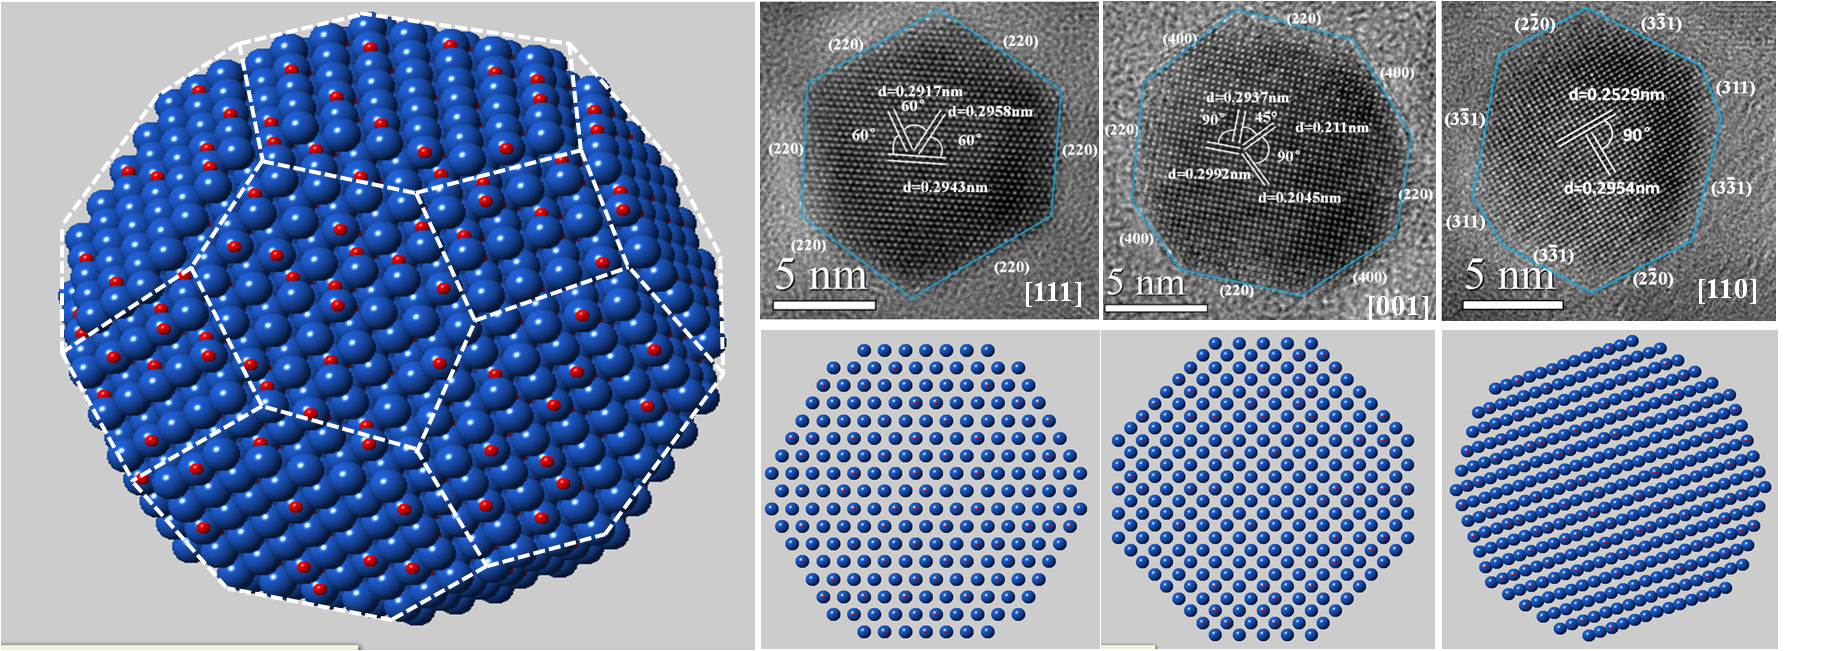 (220)
(220)
d=0.2917nm
60°
d=0.2958nm
60°
60°
(220)
(220)
d=0.2943nm
(220)
(220)
5 nm
[111]
(220)
(400)
(400)
d=0.2937nm
90°
45°
(220)
d=0.211nm
90°
d=0.2992nm
d=0.2045nm
(220)
(400)
(400)
(220)
5 nm
[001]
(22̄0)
(33̄1)
(311)
d=0.2529nm
(33̄1)
90°
d=0.2954nm
(33̄1)
(311)
(33̄1)
(22̄0)
5 nm
[110]